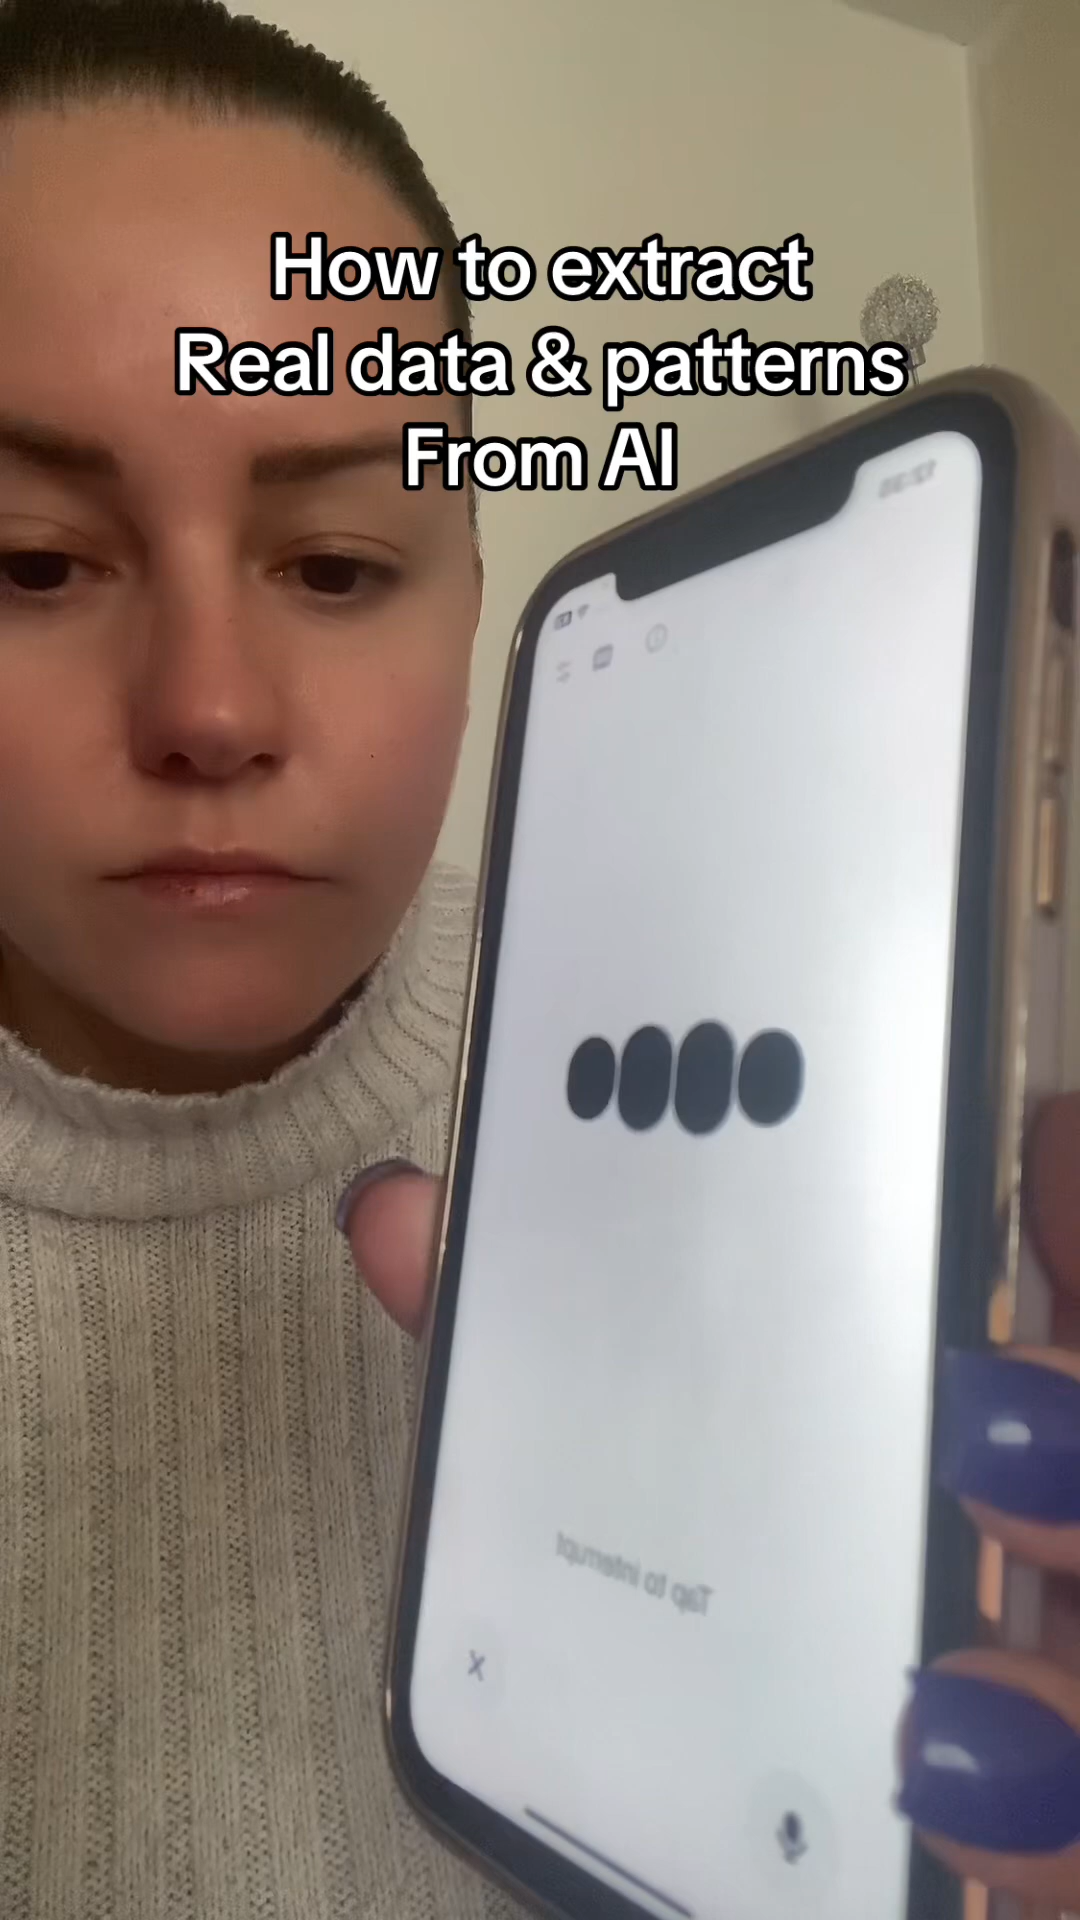 How to extract
Real data & patterns
From AI
Tap to interrupt